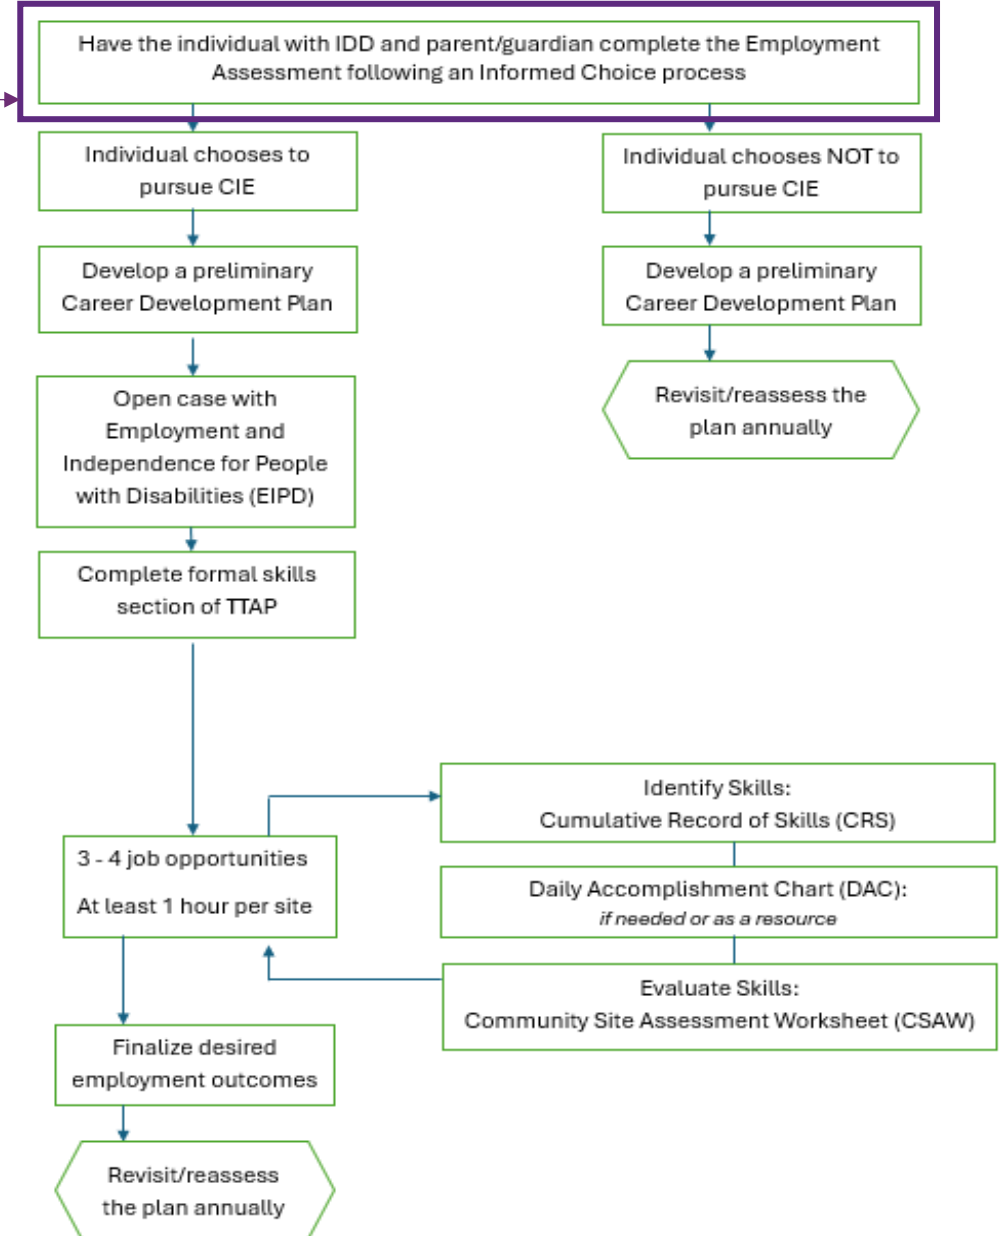 Have the individual with IDD and parent/guardian complete the Employment
Assessment following an Informed Choice process
Individual chooses to
pursue CIE
Individual chooses NOT to
pursue CIE
Develop a preliminary
Career Development Plan
Develop a preliminary
Career Development Plan
Open case with
Employment and
Independence for People
with Disabilities (EIPD)
Revisit/reassess the
plan annually
Complete formal skills
section of TTAP
Identify Skills:
Cumulative Record of Skills (CRS)
3 - 4 job opportunities
At least 1 hour per site
Daily Accomplishment Chart (DAC):
if needed or as a resource
Evaluate Skills:
Community Site Assessment Worksheet (CSAW)
Finalize desired
employment outcomes
Revisit/reassess
the plan annually